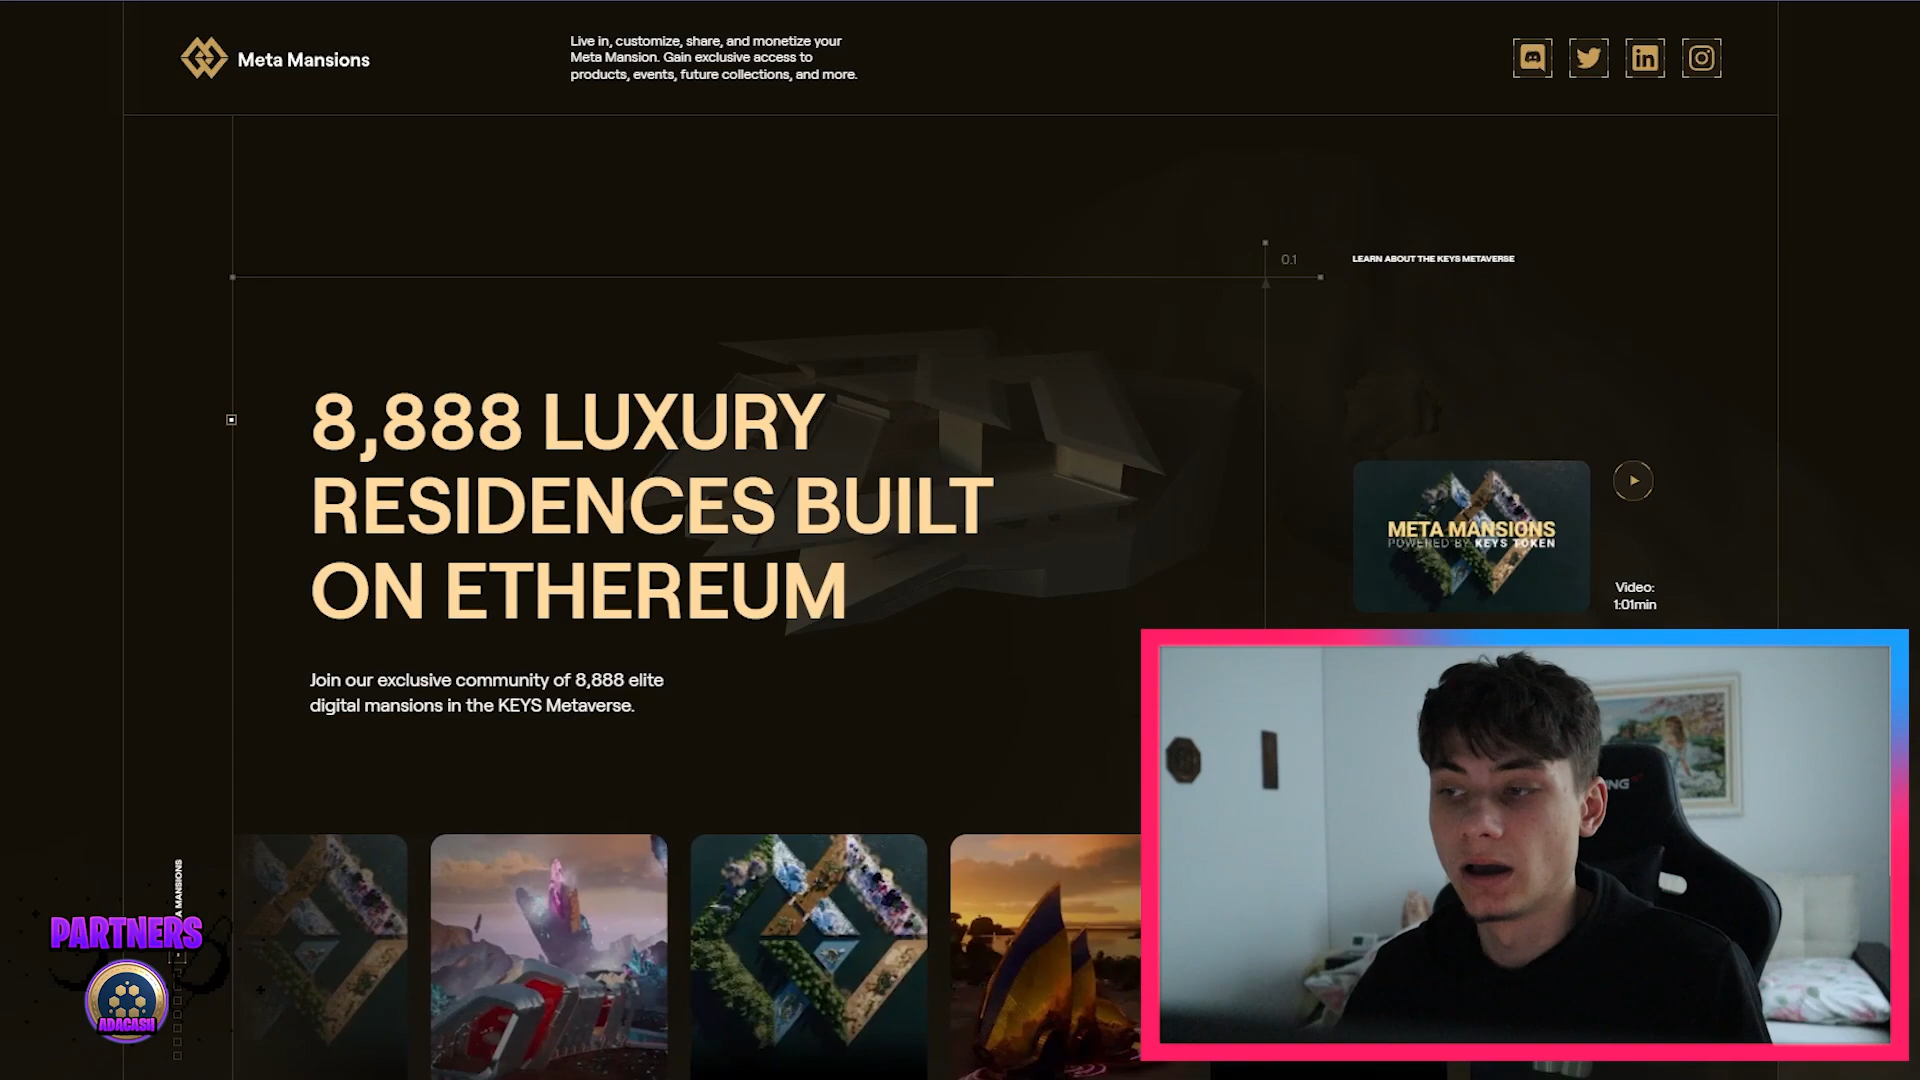 Meta Mansions
Live in, customize, share, and monetize your
Meta Mansion. Gain exclusive access to
products, events, future collections, and more.
in
0.1
LEARN ABOUT THE KEYS METAVERSE
8,888 LUXURY
RESIDENCES BUILT
ON ETHEREUM
META MANSIONS
POWERED BY KEYS TOKEN
Video:
1:01min
Join our exclusive community of 8,888 elite
digital mansions in the KEYS Metaverse.
A MANSIONS
PARTNERS
ADACASH